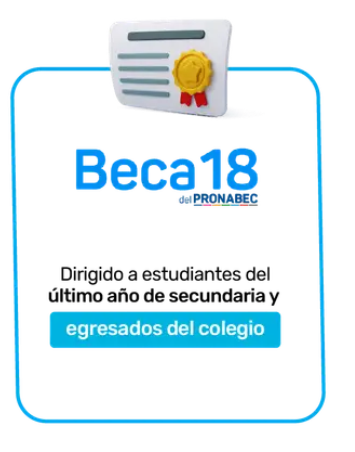 Beca18
del PRONABEC
Dirigido a estudiantes del
último año de secundaria y
egresados del colegio